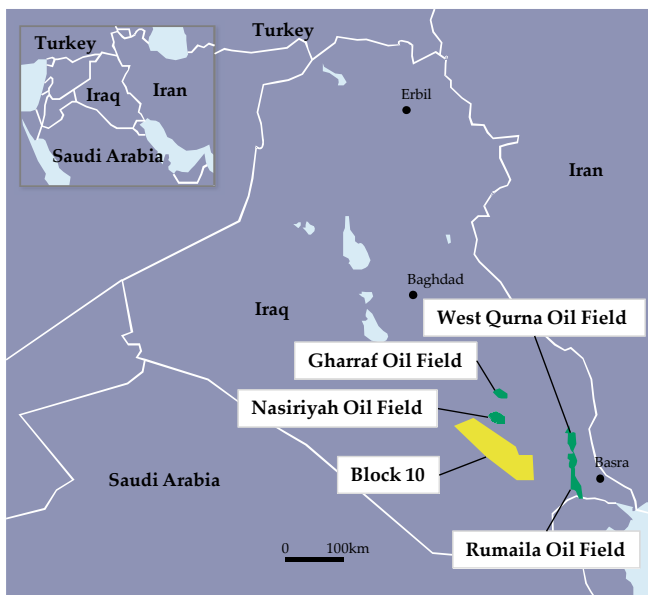 Turkey
Iraq
Iran
Saudi Arabia
Turkey
Erbil
Iran
Baghdad
Iraq
West Qurna Oil Field
Gharraf Oil Field
Nasiriyah Oil Field
Block 10
Basra
Saudi Arabia
Rumaila Oil Field
0 100km